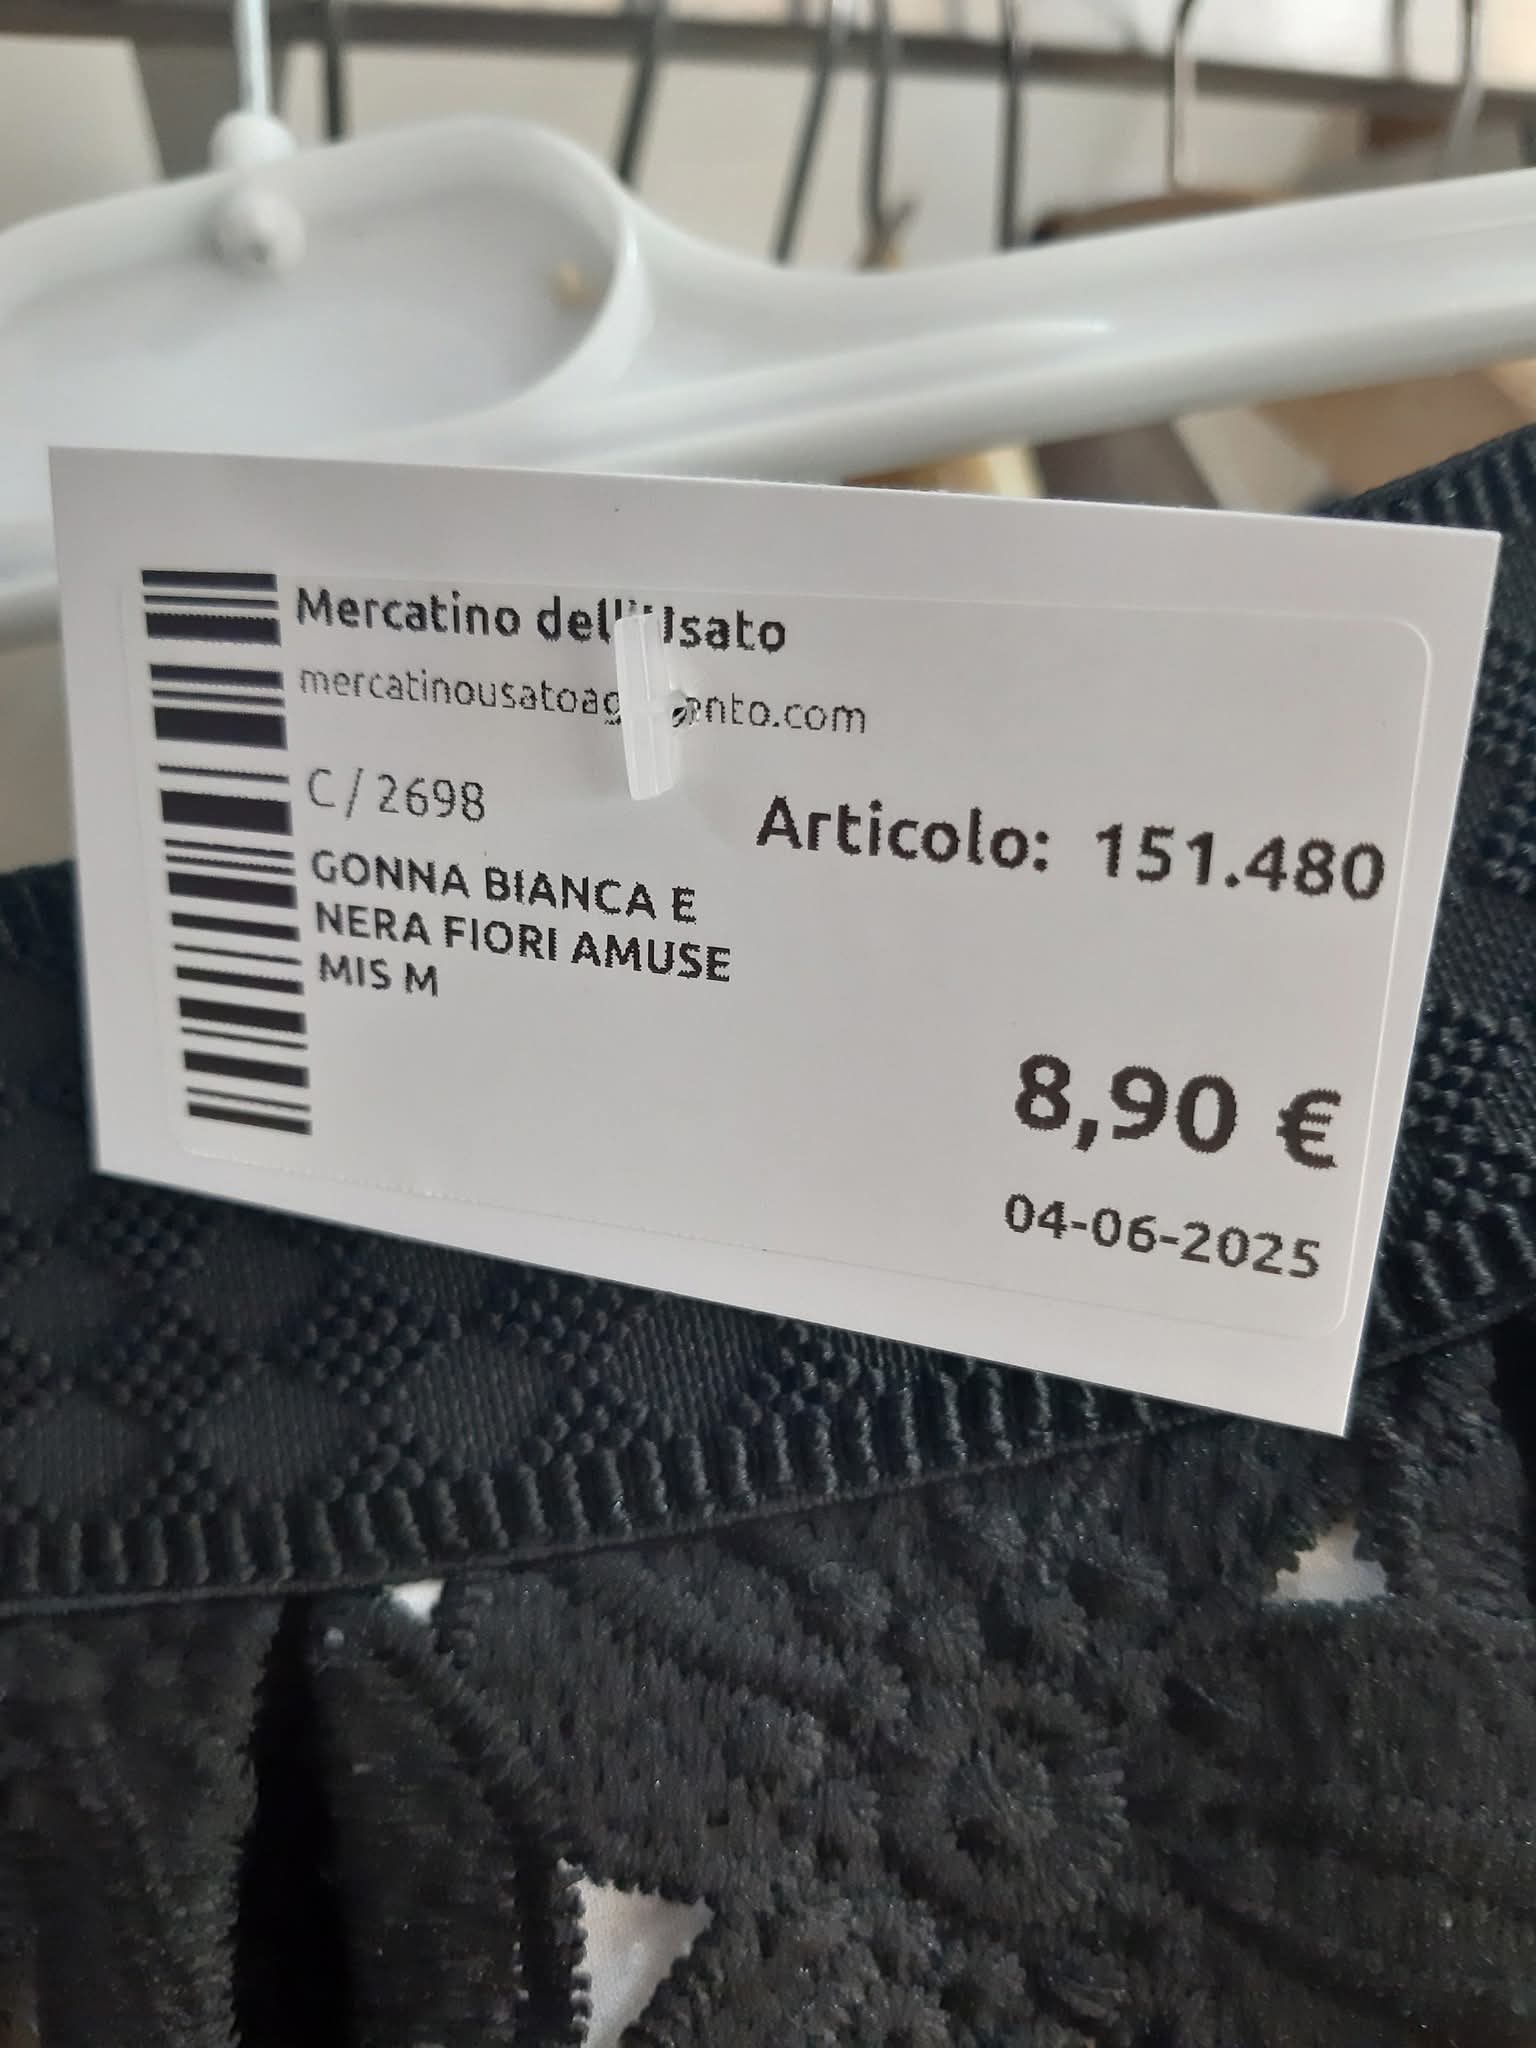 Mercatino dell'Usato
C / 2698
Articolo: 151.480
GONNA BIANCA E
NERA FIORI AMUSE
MIS M
8,90 €
04-06-2025